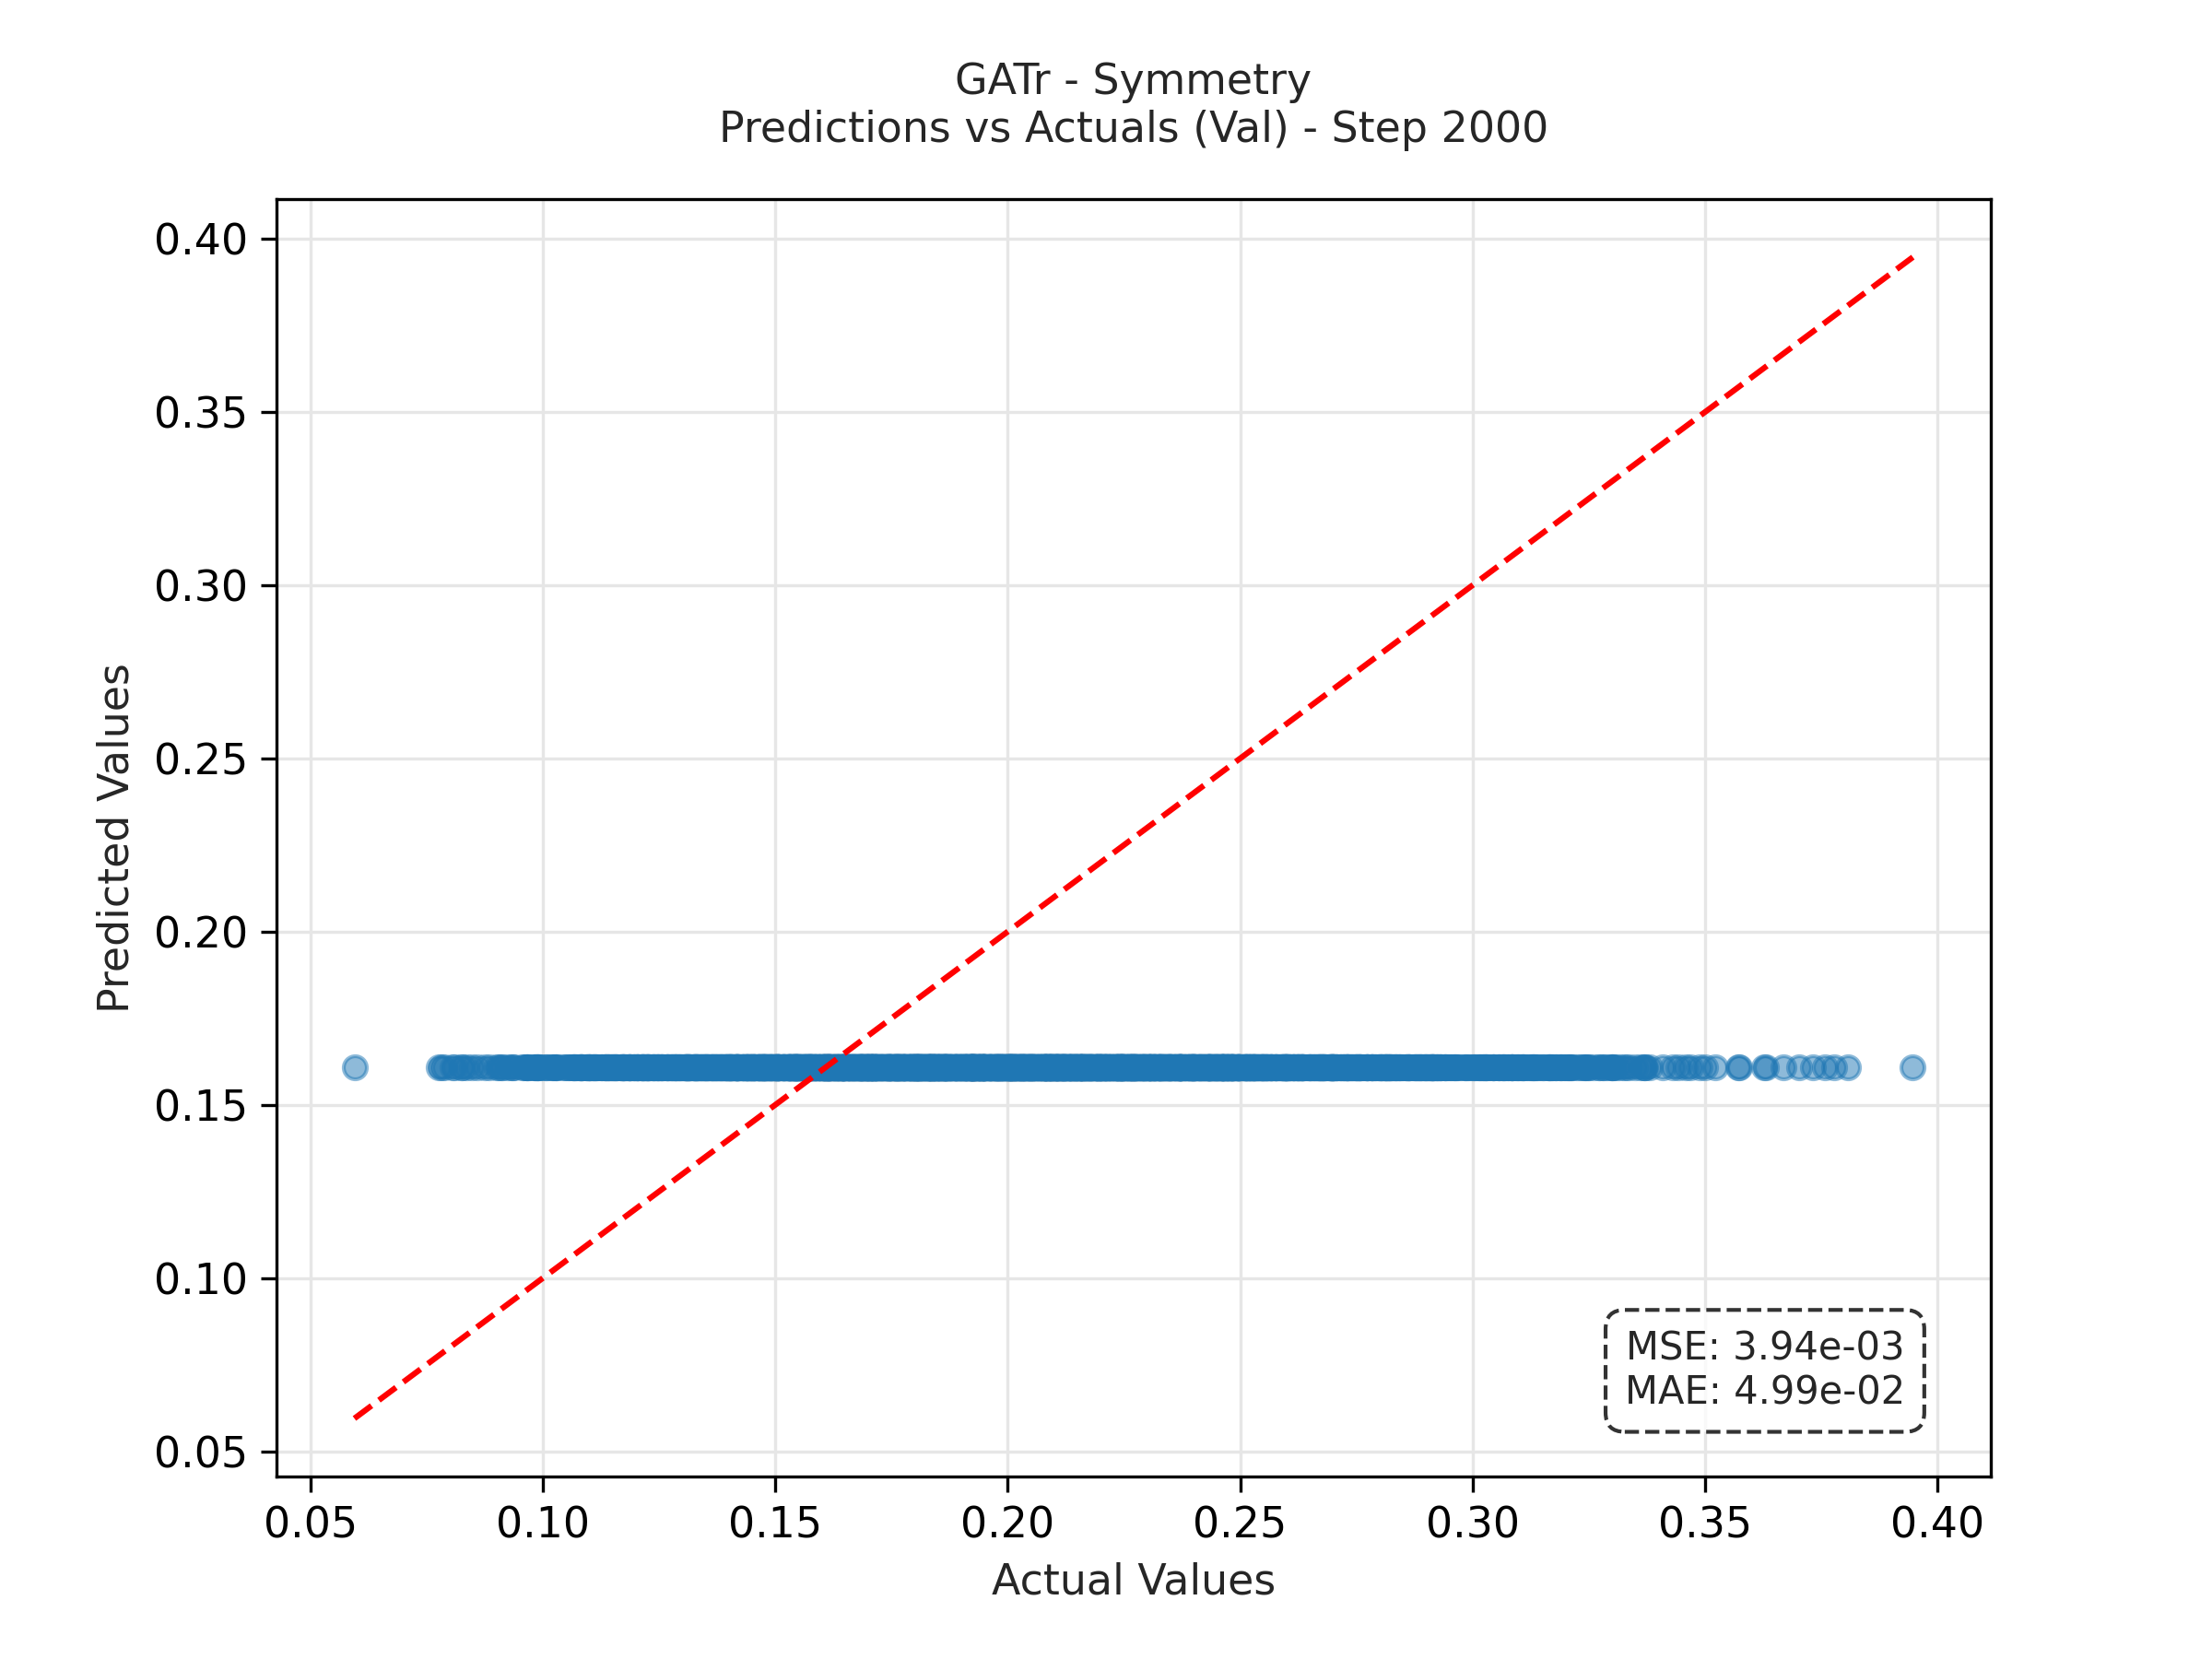 GATr - Symmetry
Predictions vs Actuals (Val) - Step 2000
Predicted Values
0.40
0.35
0.30
0.25
0.20
0.15
0.10
0.05
MSE: 3.94e-03
MAE: 4.99e-02
0.05 0.10 0.15 0.20 0.25 0.30 0.35 0.40
Actual Values